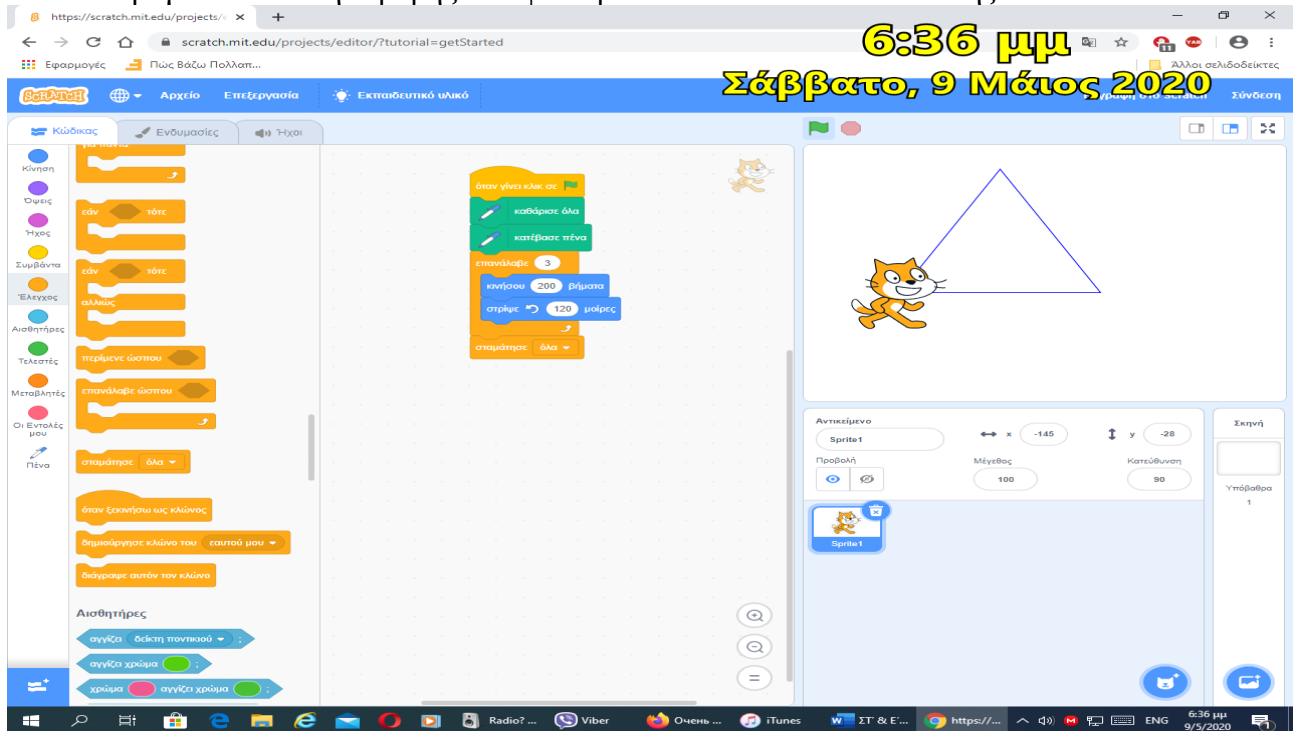 https://scratch.mit.edu/projects/e
6:36 μμ
scratch.mit.edu/projects/editor/?tutorial=getStarted
11
Εφαρμογές
Πώς Βάζω Πολλαπ...
Άλλοι σελιδοδείκτες
Σάββατο, 9 Μάιος 2020
SCRATCH
Αρχείο
Επεξεργασία
Εκπαιδευτικό υλικό
Σύνδεση
Κώδικας
Ενδυμασίες
Ήχοι
Κίνηση
Όψεις
Ήχος
Συμβάντα
Έλεγχος
Αισθητήρες
Τελεστές
Μεταβλητές
Οι Εντολές μου
Πένα
για πάντα
εάν τότε
εάν τότε
αλλιώς
περίμενε ώσπου
επανάλαβε ώσπου
σταμάτησε όλα
όταν ξεκινήσω ως κλώνος
δημιούργησε κλώνο του εαυτού μου
διάγραψε αυτόν τον κλώνο
Αισθητήρες
αγγίζει δείκτη ποντικιού ;
αγγίζει χρώμα ;
χρώμα αγγίζει χρώμα ;
όταν γίνει κλικ σε
καθάρισε όλα
κατέβασε πένα
επανάλαβε 3
κινήσου 200 βήματα
στρίψε 120 μοίρες
σταμάτησε όλα
Αντικείμενο
Sprite1
x -145
y -28
Προβολή
Μέγεθος
100
Κατεύθυνση
90
Sprite1
Σκηνή
Υπόβαθρα
1
Radio? ...
Viber
Очень ...
iTunes
ΣΤ' & Ε'...
https://...
ENG
6:36 μμ
9/5/2020